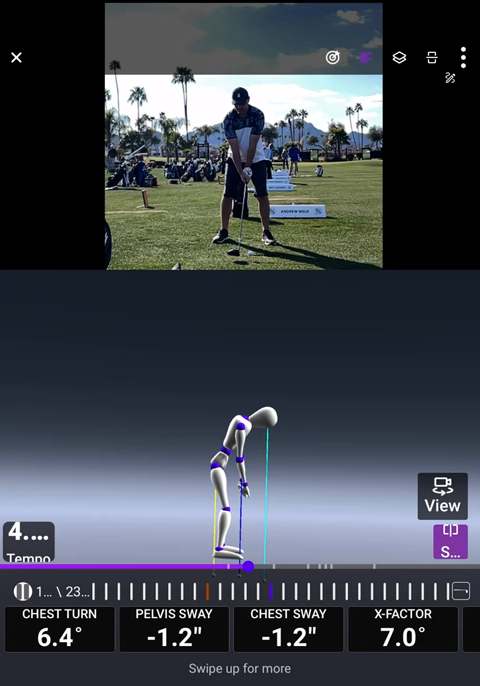 ANDREW WELK
View
4....
Tempo
S...
1... \ 23...
CHEST TURN
6.4°
PELVIS SWAY
-1.2"
CHEST SWAY
-1.2"
X-FACTOR
7.0°
Swipe up for more